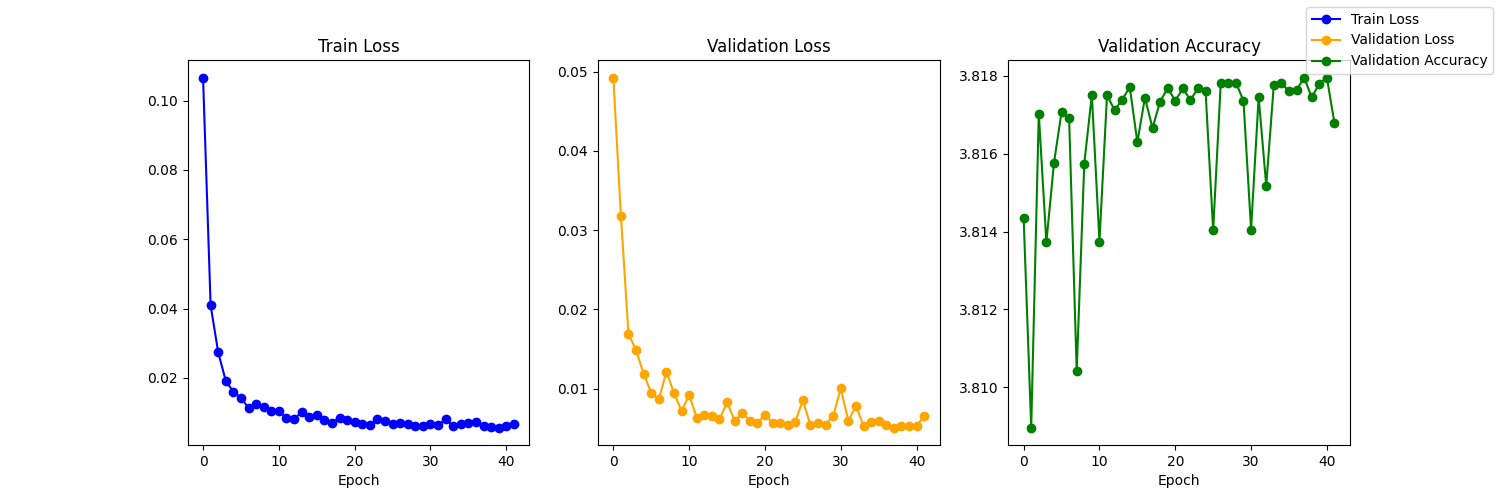 Train Loss
Validation Loss
Validation Accuracy
Train Loss
Validation Loss
Validation Accuracy
0.10
0.08
0.06
0.04
0.02
0 10 20 30 40
Epoch
0.05
0.04
0.03
0.02
0.01
0 10 20 30 40
Epoch
3.818
3.816
3.814
3.812
3.810
0 10 20 30 40
Epoch